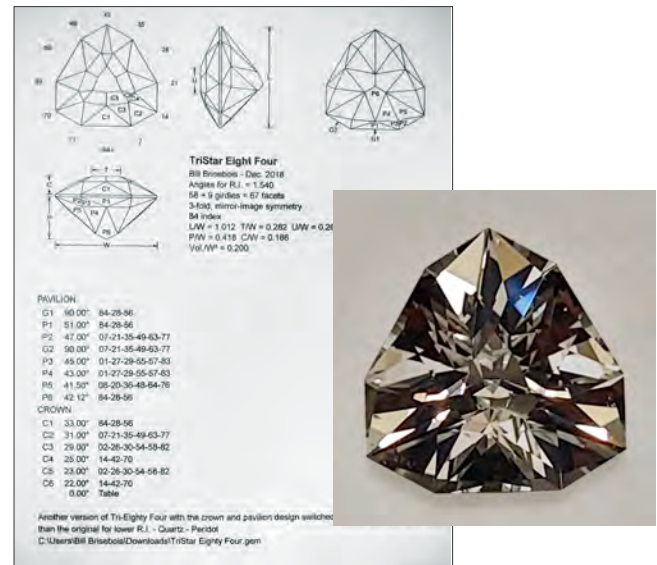 TriStar Eight Four
Bill Brisebois - Dec. 2018
Angles for R.I. = 1.540
58 + 9 girdles = 67 facets
3-fold, mirror-image symmetry
84 index
L/W = 1.012 T/W = 0.282 U/W =
P/W = 0.418 C/W = 0.186
Vol./W³ = 0.200
PAVILION
G1 90.00° 84-28-56
P1 51.00° 84-28-56
P2 47.00° 07-21-35-49-63-77
G2 90.00° 07-21-35-49-63-77
P3 45.00° 01-27-29-55-57-83
P4 43.00° 01-27-29-55-57-83
P5 41.50° 08-20-36-48-64-76
P6 42.12° 84-28-56
CROWN
C1 33.00° 84-28-56
C2 31.00° 07-21-35-49-63-77
C3 29.00° 02-26-30-54-58-82
C4 25.00° 14-42-70
C5 23.00° 02-26-30-54-58-82
C6 22.00° 14-42-70
0.00° Table
Another version of Tri-Eighty Four with the crown and pavilion design switched
than the original for lower R.I. - Quartz - Peridot
C:\Users\Bill Brisebois\Downloads\TriStar Eighty Four.gem